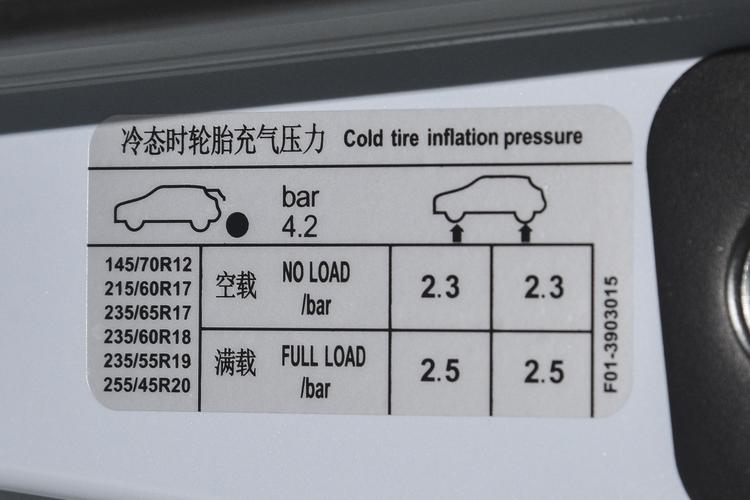 冷态时轮胎充气压力 Cold tire inflation pressure
bar
4.2
145/70R12
215/60R17
235/65R17
235/60R18
235/55R19
255/45R20
空载 NO LOAD
/bar
2.3 2.3
满载 FULL LOAD
/bar
2.5 2.5
F01-3903015